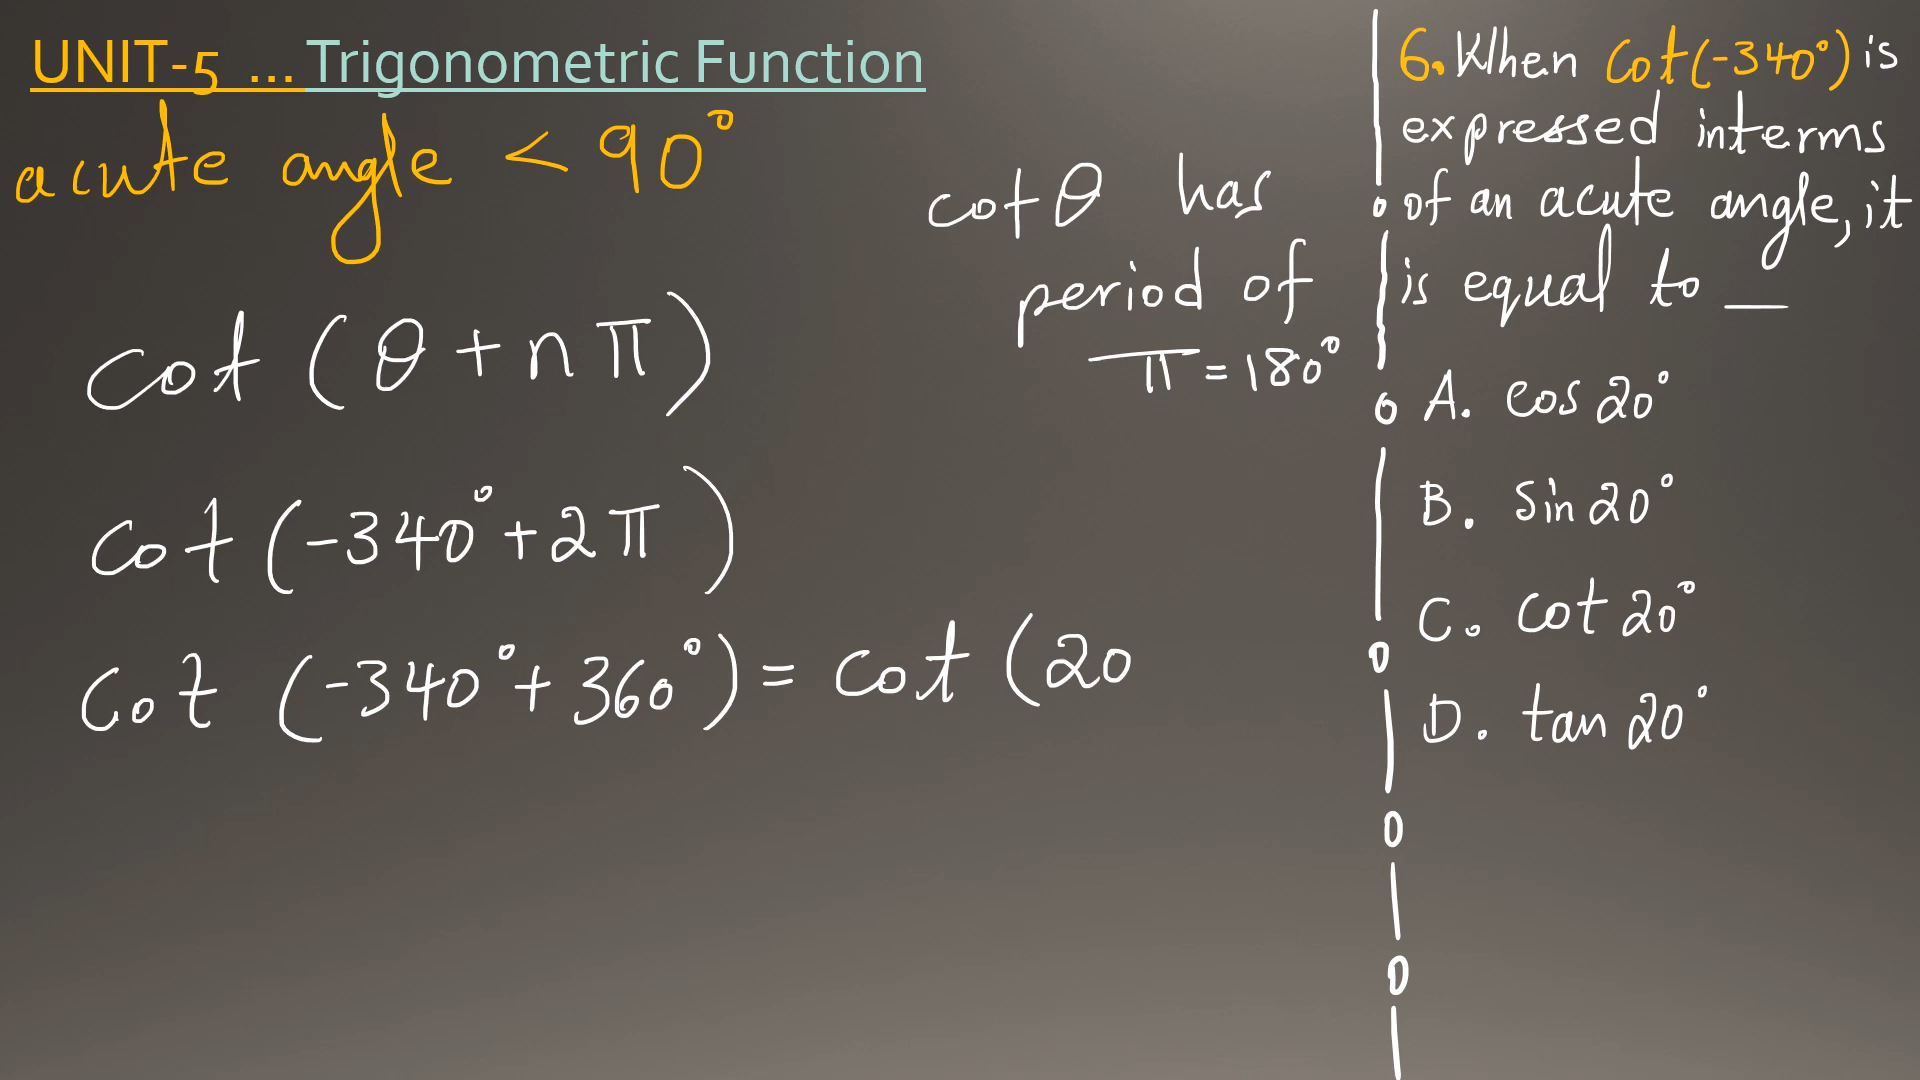 UNIT-5 ... Trigonometric Function
acute angle < 90°
cot θ has
period of
π = 180°
cot (θ + nπ)
cot (-340° + 2π)
cot (-340° + 360°) = cot (20
6. When cot(-340°) is
expressed interms
of an acute angle, it
is equal to __
A. cos 20°
B. sin 20°
C. cot 20°
D. tan 20°